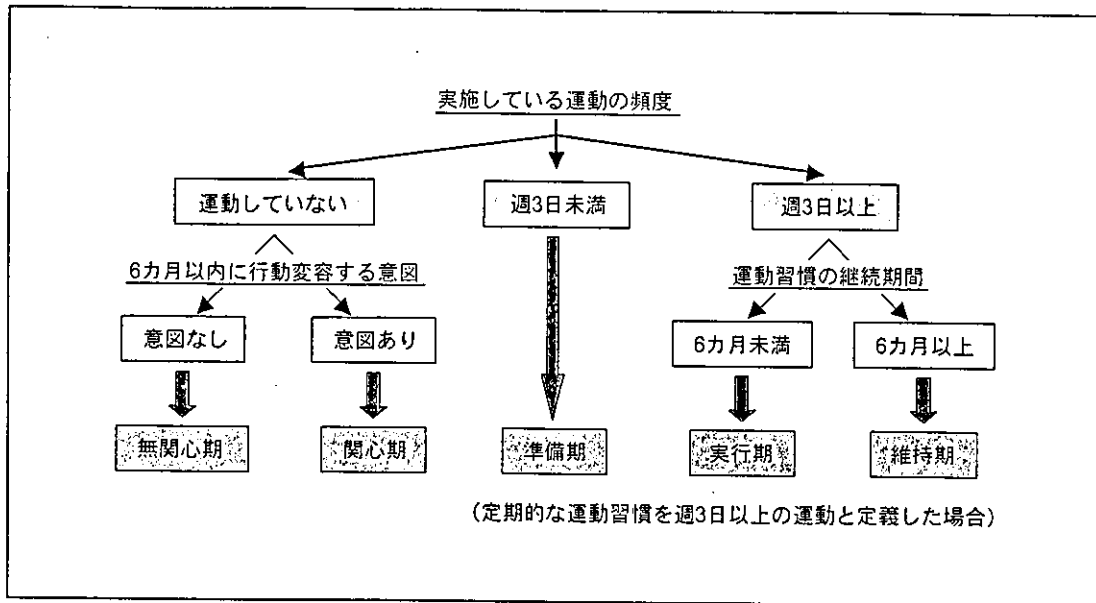 実施している運動の頻度
運動していない
週3日未満
週3日以上
6カ月以内に行動変容する意図
運動習慣の継続期間
意図なし
意図あり
6カ月未満
6カ月以上
無関心期
関心期
準備期
実行期
維持期
(定期的な運動習慣を週3日以上の運動と定義した場合)